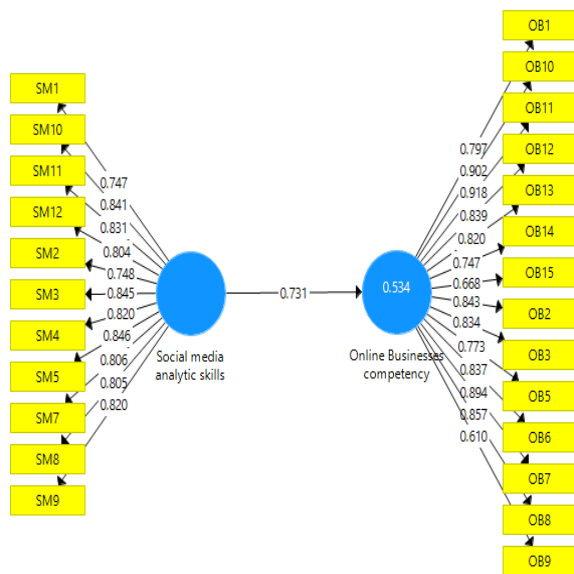 SM1
SM10
SM11
SM12
SM2
SM3
SM4
SM5
SM7
SM8
SM9
0.747
0.841
0.831
0.804
0.748
0.845
0.820
0.846
0.806
0.805
0.820
Social media
analytic skills
0.731
0.534
Online Businesses
competency
0.797
0.902
0.918
0.839
0.820
0.747
0.668
0.843
0.834
0.773
0.837
0.894
0.857
0.610
OB1
OB10
OB11
OB12
OB13
OB14
OB15
OB2
OB3
OB5
OB6
OB7
OB8
OB9